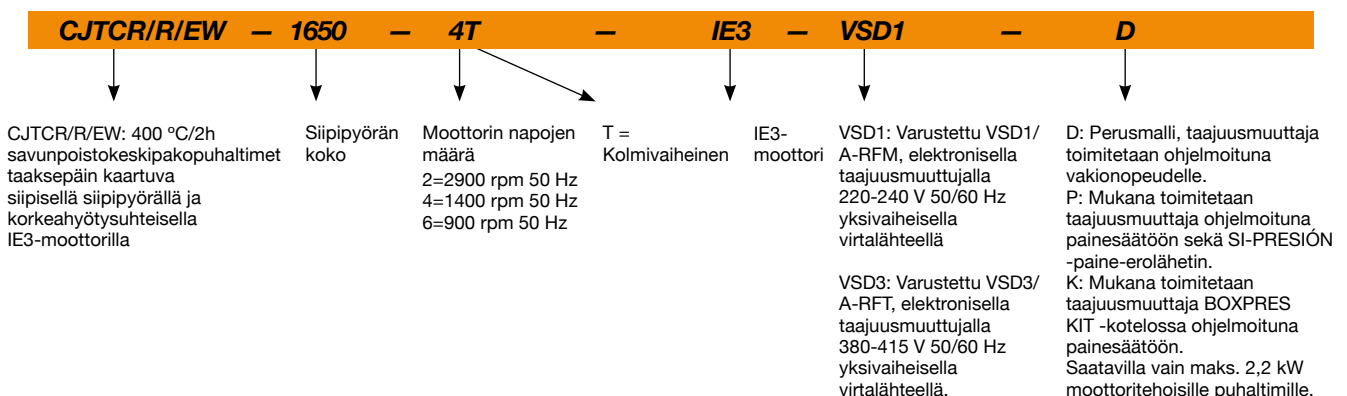 CJTCR/R/EW — 1650 — 4T — IE3 — VSD1 — D
CJTCR/R/EW: 400 ºC/2h
savunpoistokeskipakopuhaltimet
taaksepäin kaartuva
siipisellä siipipyörällä ja
korkeahyötysuhteisella
IE3-moottorilla
Siipipyörän
koko
Moottorin napojen
määrä
2=2900 rpm 50 Hz
4=1400 rpm 50 Hz
6=900 rpm 50 Hz
T =
Kolmivaiheinen
IE3-
moottori
VSD1: Varustettu VSD1/
A-RFM, elektronisella
taajuusmuuttujalla
220-240 V 50/60 Hz
yksivaiheisella
virtalähteellä
VSD3: Varustettu VSD3/
A-RFT, elektronisella
taajuusmuuttujalla
380-415 V 50/60 Hz
yksivaiheisella
virtalähteellä.
D: Perusmalli, taajuusmuuttaja
toimitetaan ohjelmoituna
vakionopeudelle.
P: Mukana toimitetaan
taajuusmuuttaja ohjelmoituna
painesäätöön sekä SI-PRESIÓN
-paine-erolähetin.
K: Mukana toimitetaan
taajuusmuuttaja BOXPRES
KIT -kotelossa ohjelmoituna
painesäätöön.
Saatavilla vain maks. 2,2 kW
moottoritehoisille puhaltimille.